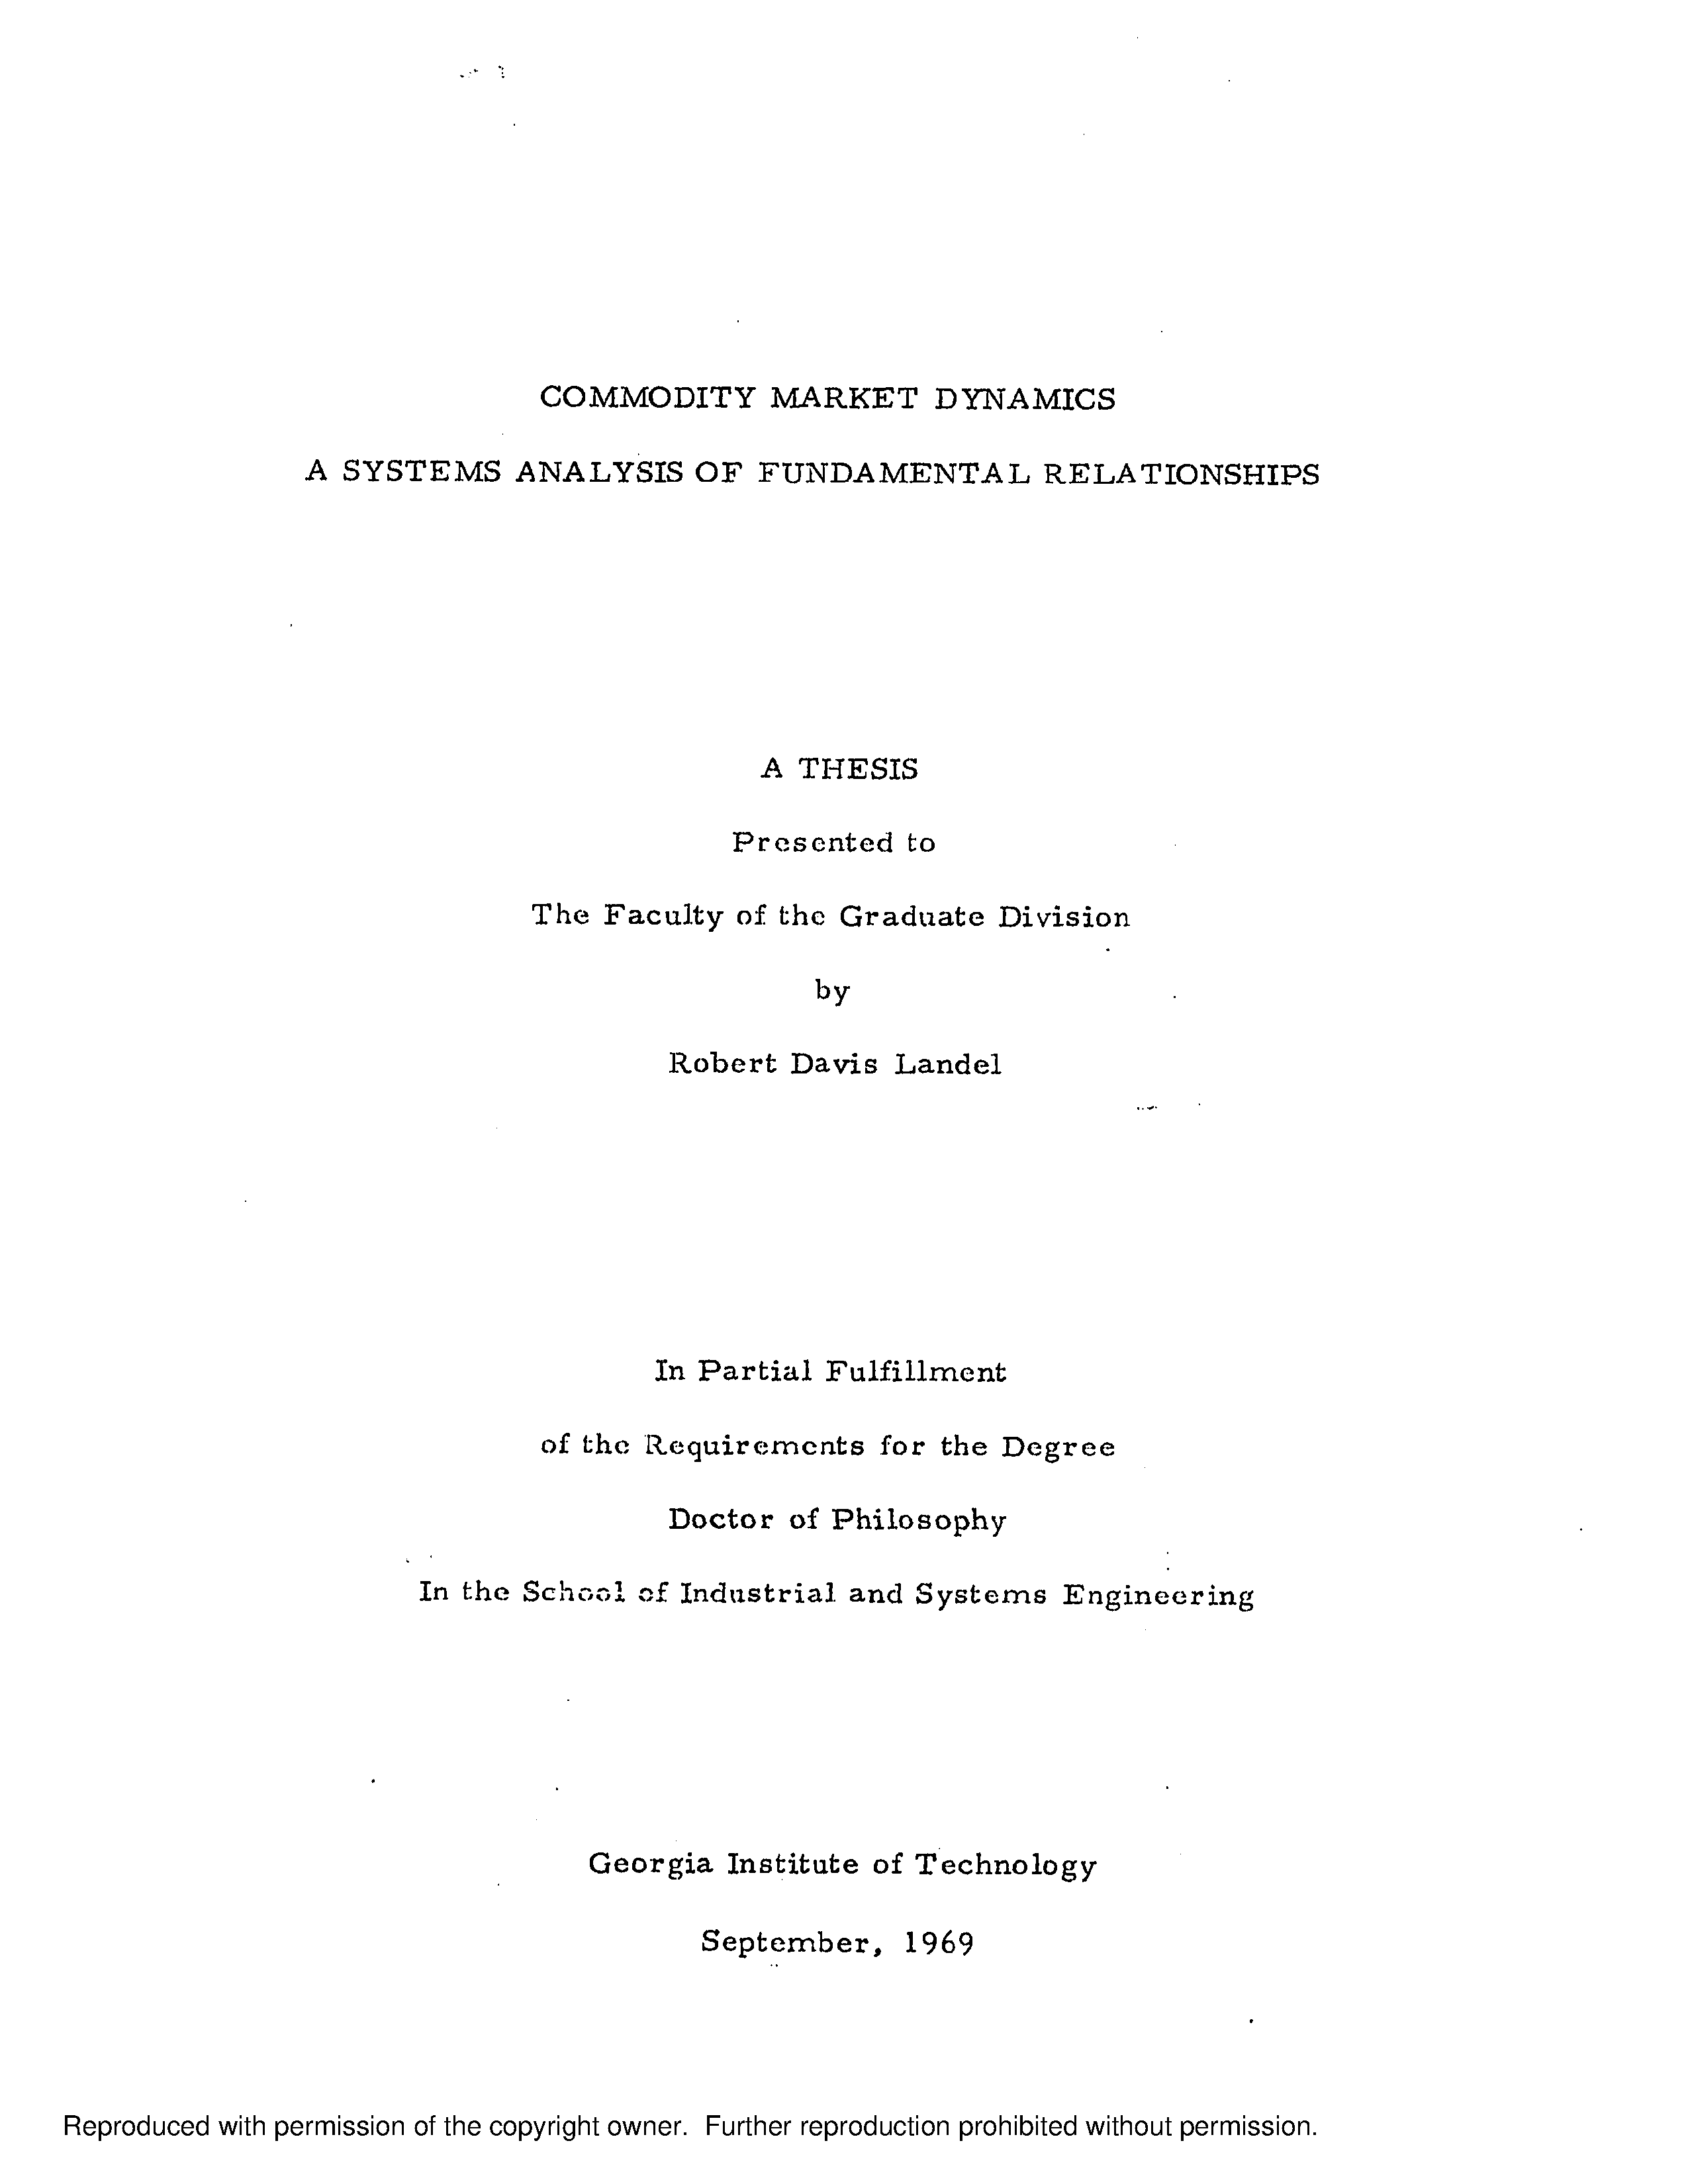 COMMODITY MARKET DYNAMICS
A SYSTEMS ANALYSIS OF FUNDAMENTAL RELATIONSHIPS
A THESIS
Presented to
The Faculty of the Graduate Division
by
Robert Davis Landel
In Partial Fulfillment
of the Requirements for the Degree
Doctor of Philosophy
In the School of Industrial and Systems Engineering
Georgia Institute of Technology
September, 1969
Reproduced with permission of the copyright owner. Further reproduction prohibited without permission.